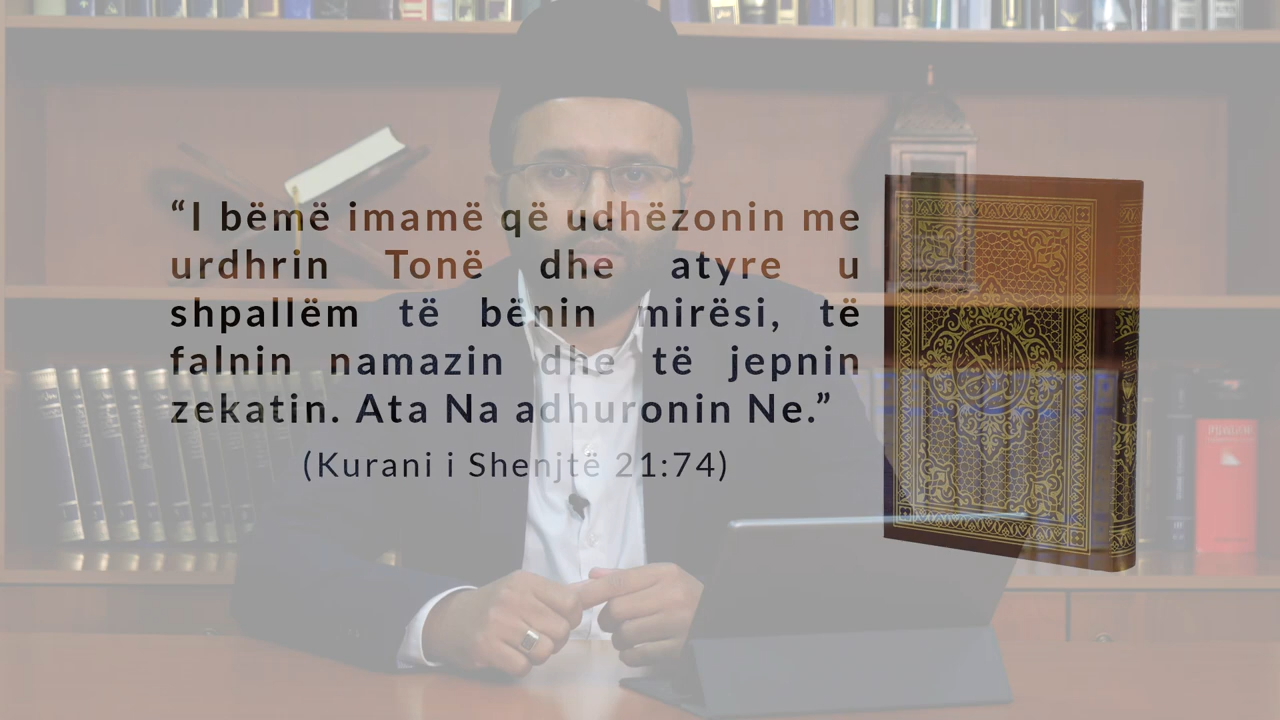 “I bëmë imamë që udhëzonin me
urdhrin Tonë dhe atyre u
shpallëm të bënin mirësi, të
falnin namazin dhe të jepnin
zekatin. Ata Na adhuronin Ne.”
(Kurani i Shenjtë 21:74)